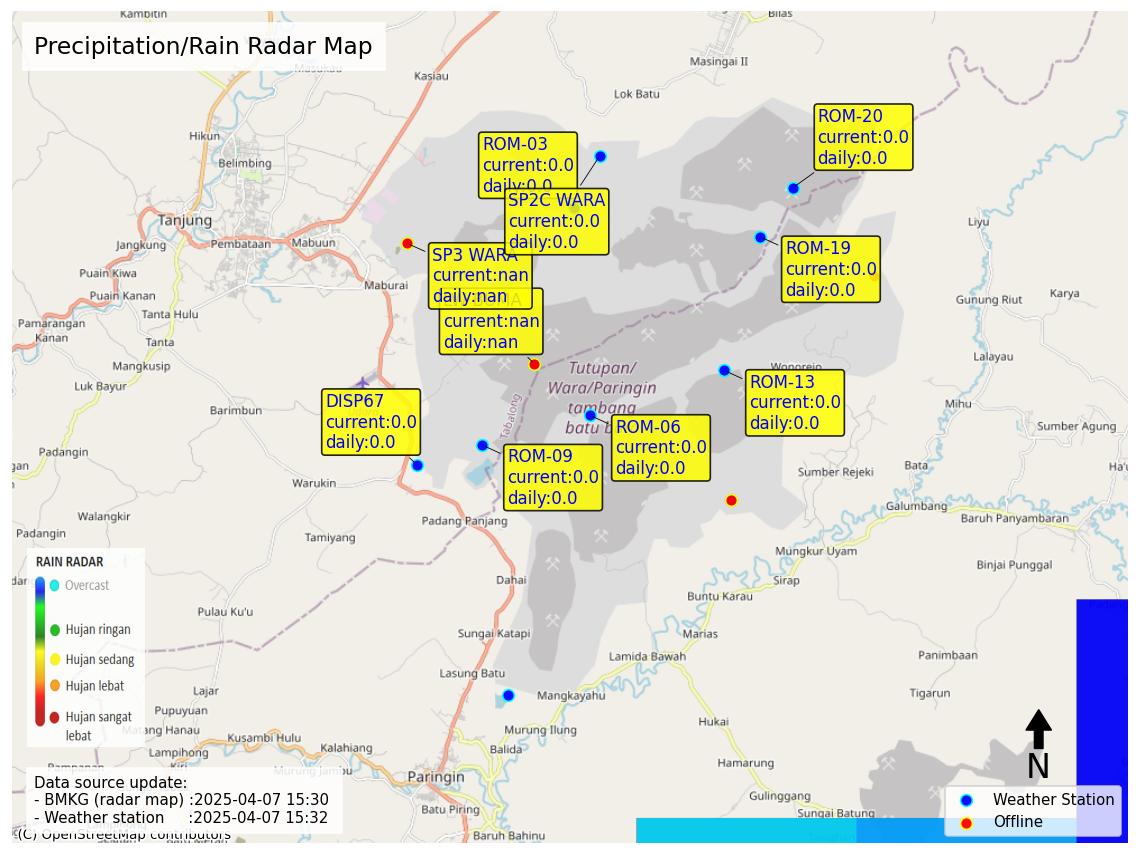 Precipitation/Rain Radar Map
Kambitin
Bilas
Masingai II
Kasiau
Lok Batu
Hikun
Belimbing
Tanjung
Jangkung
Pembataan
Mabuun
Puain Kiwa
Maburai
Puain Kanan
Tanta Hulu
Pamarangan
Kanan
Tanta
Mangkusip
Luk Bayur
Barimbun
Padangin
Warukin
Walangkir
Padangin
Tamiyang
Padang Panjang
Dahai
Pulau Ku'u
Sungai Katapi
Lasung Batu
Lajar
Pupuyuan
Matang Hanau
Lampihong
Kusambi Hulu
Kalahiang
Murung Jambu
Mangkayahu
Murung Ilung
Balida
Paringin
Batu Piring
Baruh Bahinu
Lamida Bawah
Marias
Buntu Karau
Sirap
Mungkur Uyam
Sumber Rejeki
Galumbang
Bata
Baruh Panyambaran
Binjai Punggal
Sumber Agung
Mihu
Lalayau
Gunung Riut
Karya
Liyu
Wonorejo
Panimbaan
Tigarun
Hukai
Hamarung
Gulinggang
Sungai Batung
Tabalong
Tutupan/
Wara/Paringin
tambang
batu b
ROM-03
current:0.0
daily:0.0
SP2C WARA
current:0.0
daily:0.0
ROM-20
current:0.0
daily:0.0
ROM-19
current:0.0
daily:0.0
SP3 WARA
current:nan
daily:nan
current:nan
daily:nan
ROM-13
current:0.0
daily:0.0
DISP67
current:0.0
daily:0.0
ROM-06
current:0.0
daily:0.0
ROM-09
current:0.0
daily:0.0
RAIN RADAR
Overcast
Hujan ringan
Hujan sedang
Hujan lebat
Hujan sangat
lebat
Data source update:
- BMKG (radar map) :2025-04-07 15:30
- Weather station :2025-04-07 15:32
(C) OpenStreetMap contributors
N
Weather Station
Offline